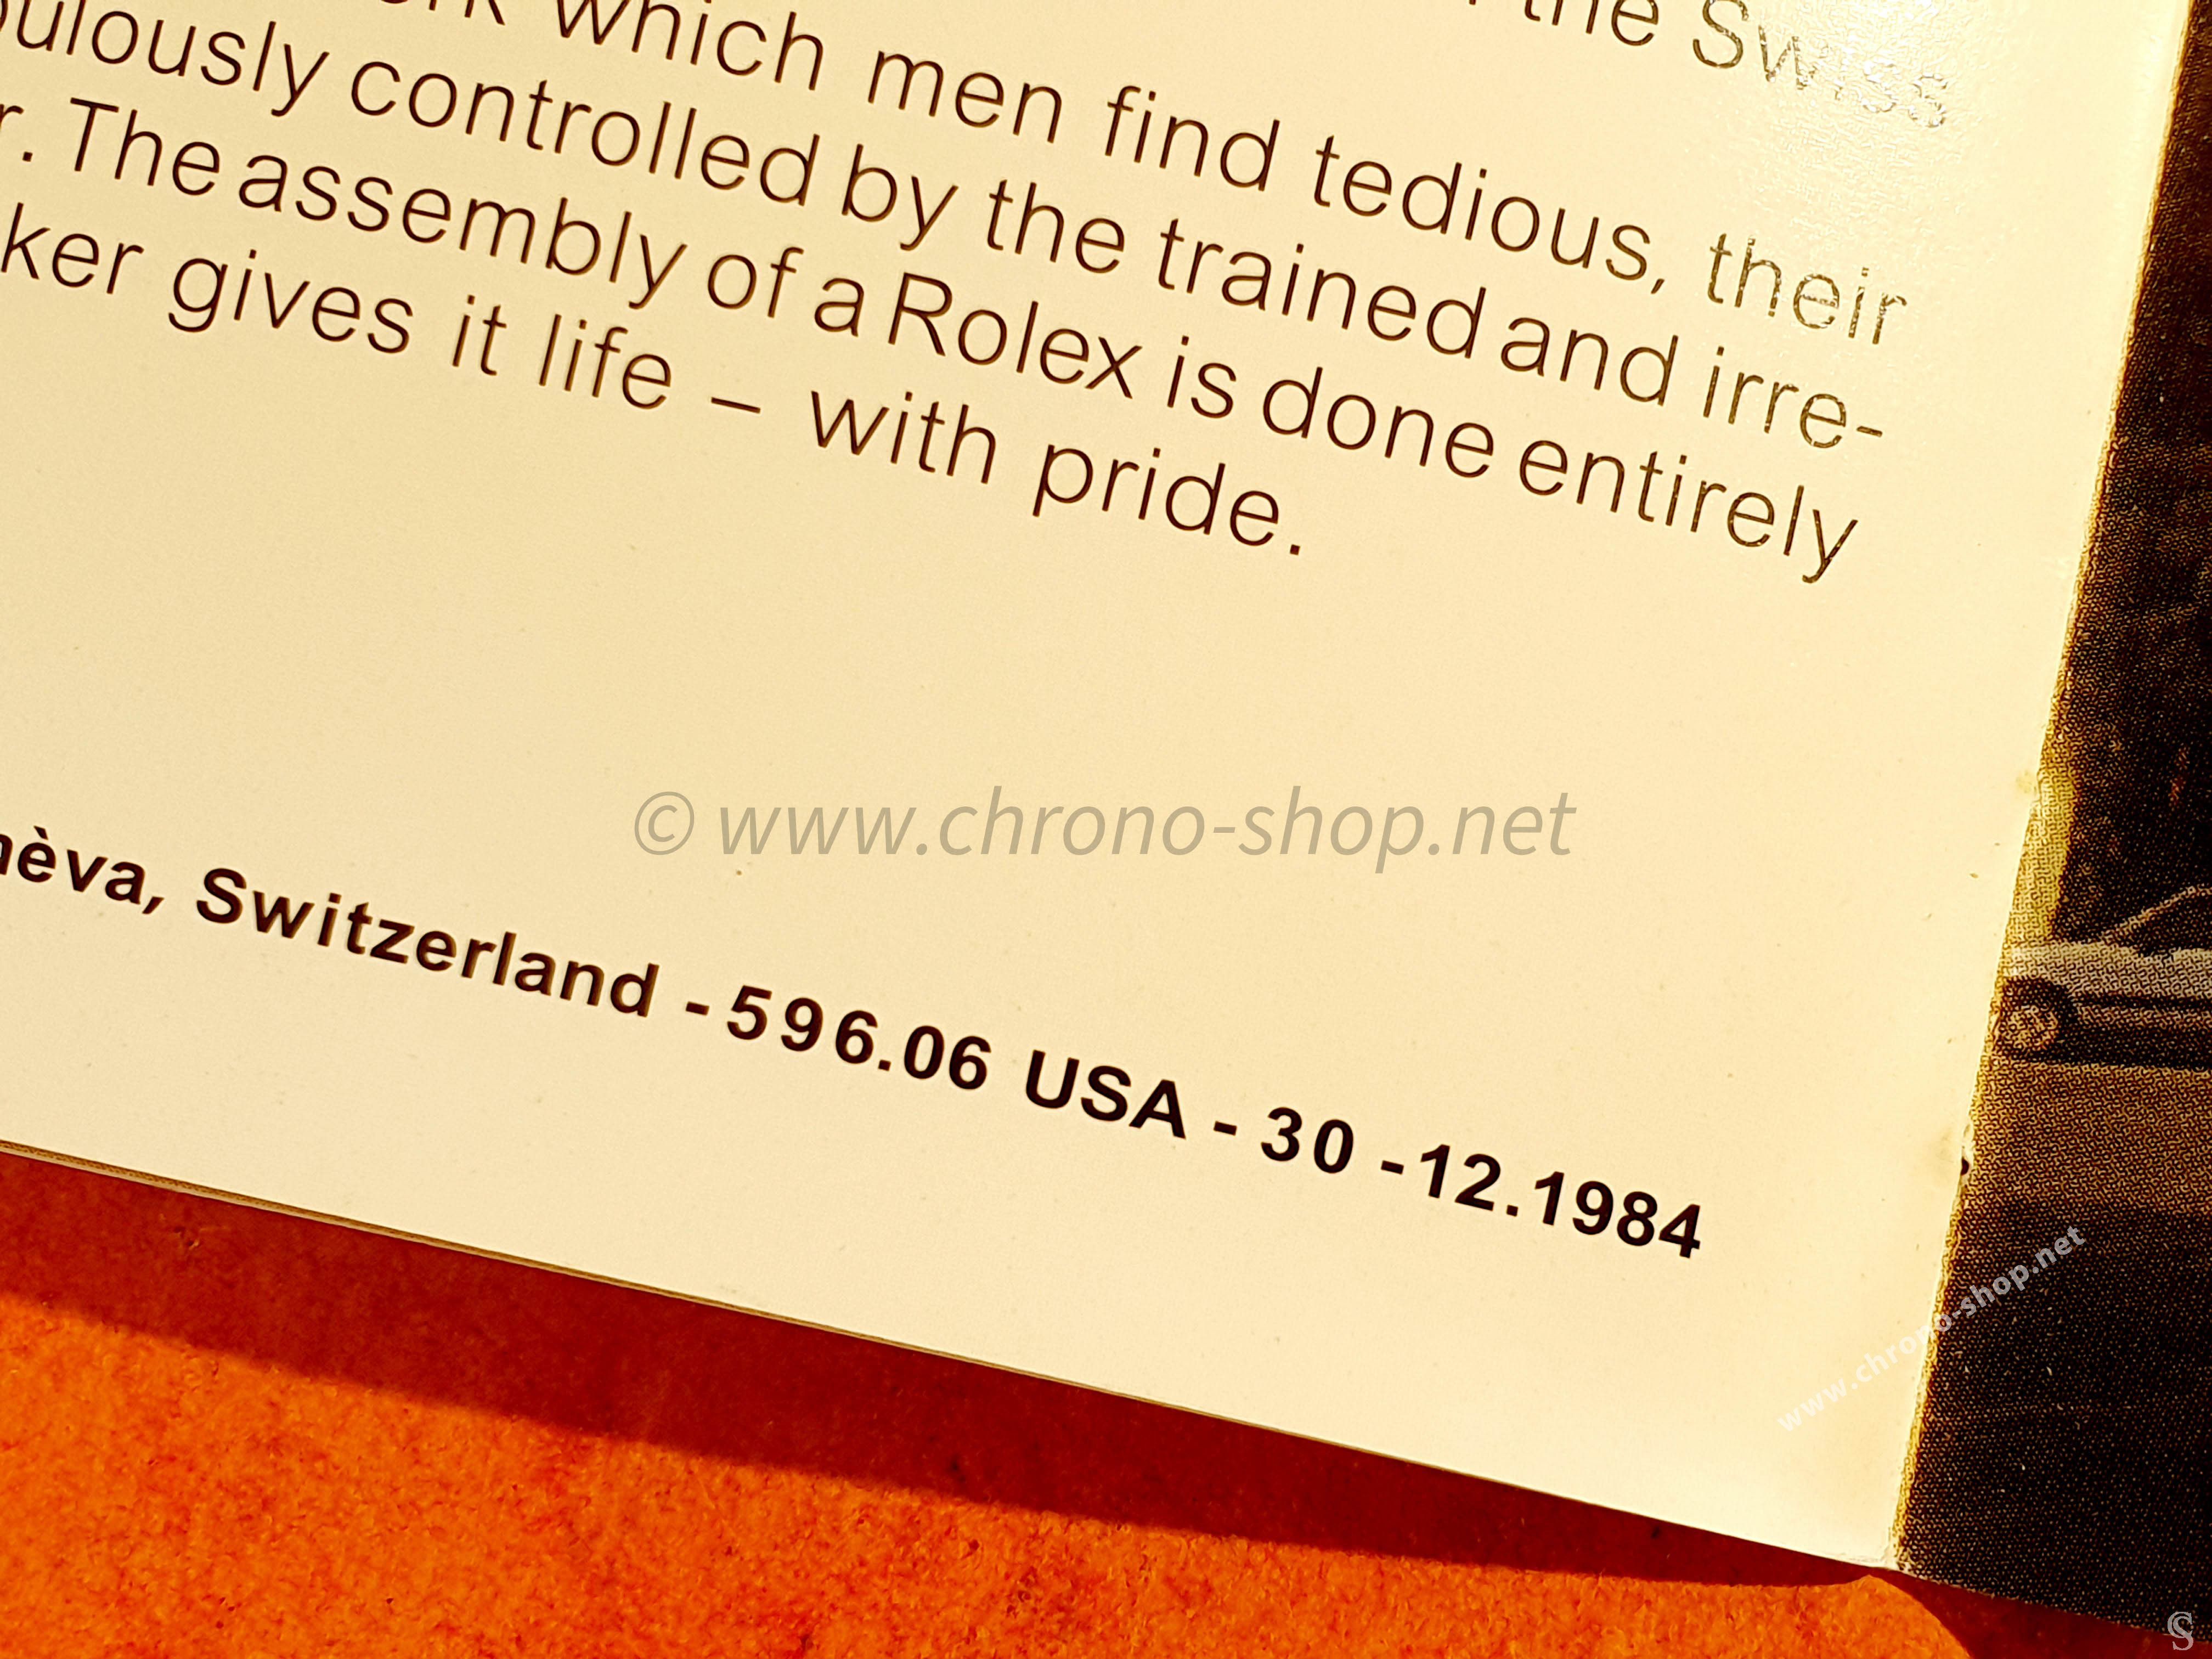 which men find tedious, their
the Swiss
controlled by the trained and irre-
The assembly of a Rolex is done entirely
gives it life – with pride.
© www.chrono-shop.net
Switzerland - 596.06 USA - 30 -12.1984
www.chrono-shop.net